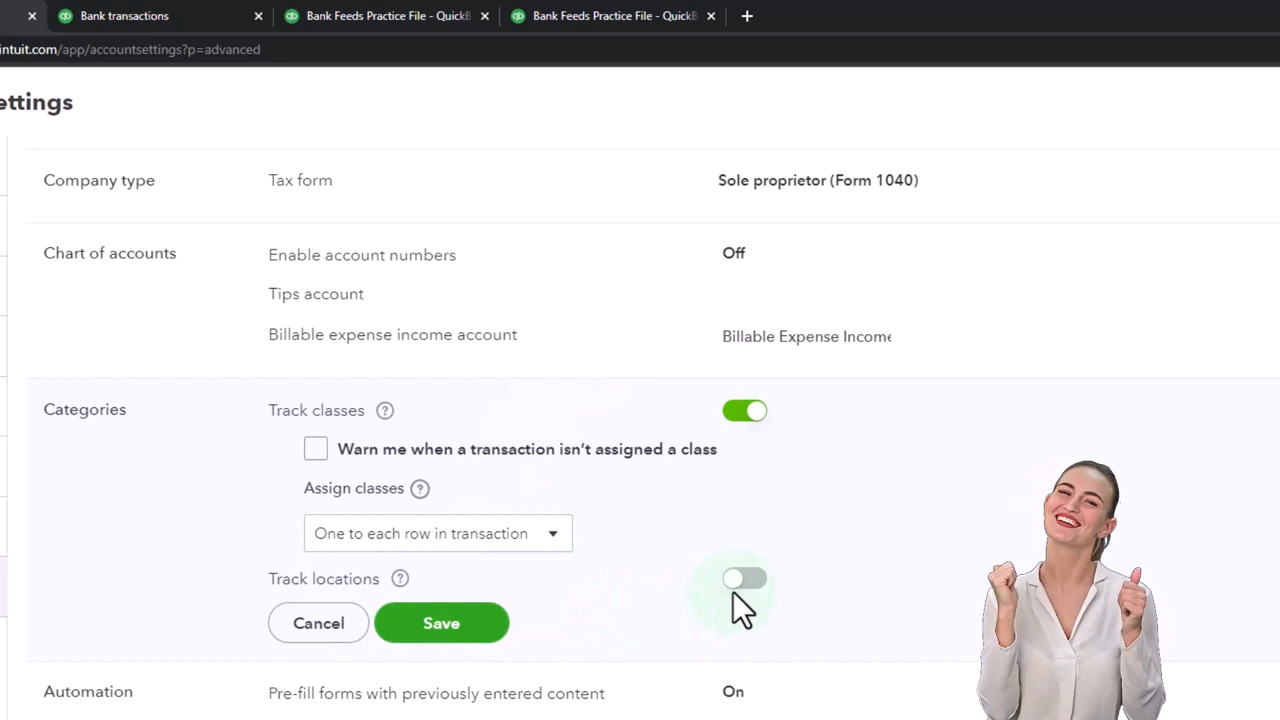 Bank transactions
Bank Feeds Practice File - QuickB
Bank Feeds Practice File - QuickB
intuit.com/app/accountsettings?p=advanced
ettings
Company type
Tax form
Sole proprietor (Form 1040)
Chart of accounts
Enable account numbers
Off
Tips account
Billable expense income account
Billable Expense Income
Categories
Track classes ?
Warn me when a transaction isn't assigned a class
Assign classes ?
One to each row in transaction
Track locations ?
Cancel
Save
Automation
Pre-fill forms with previously entered content
On